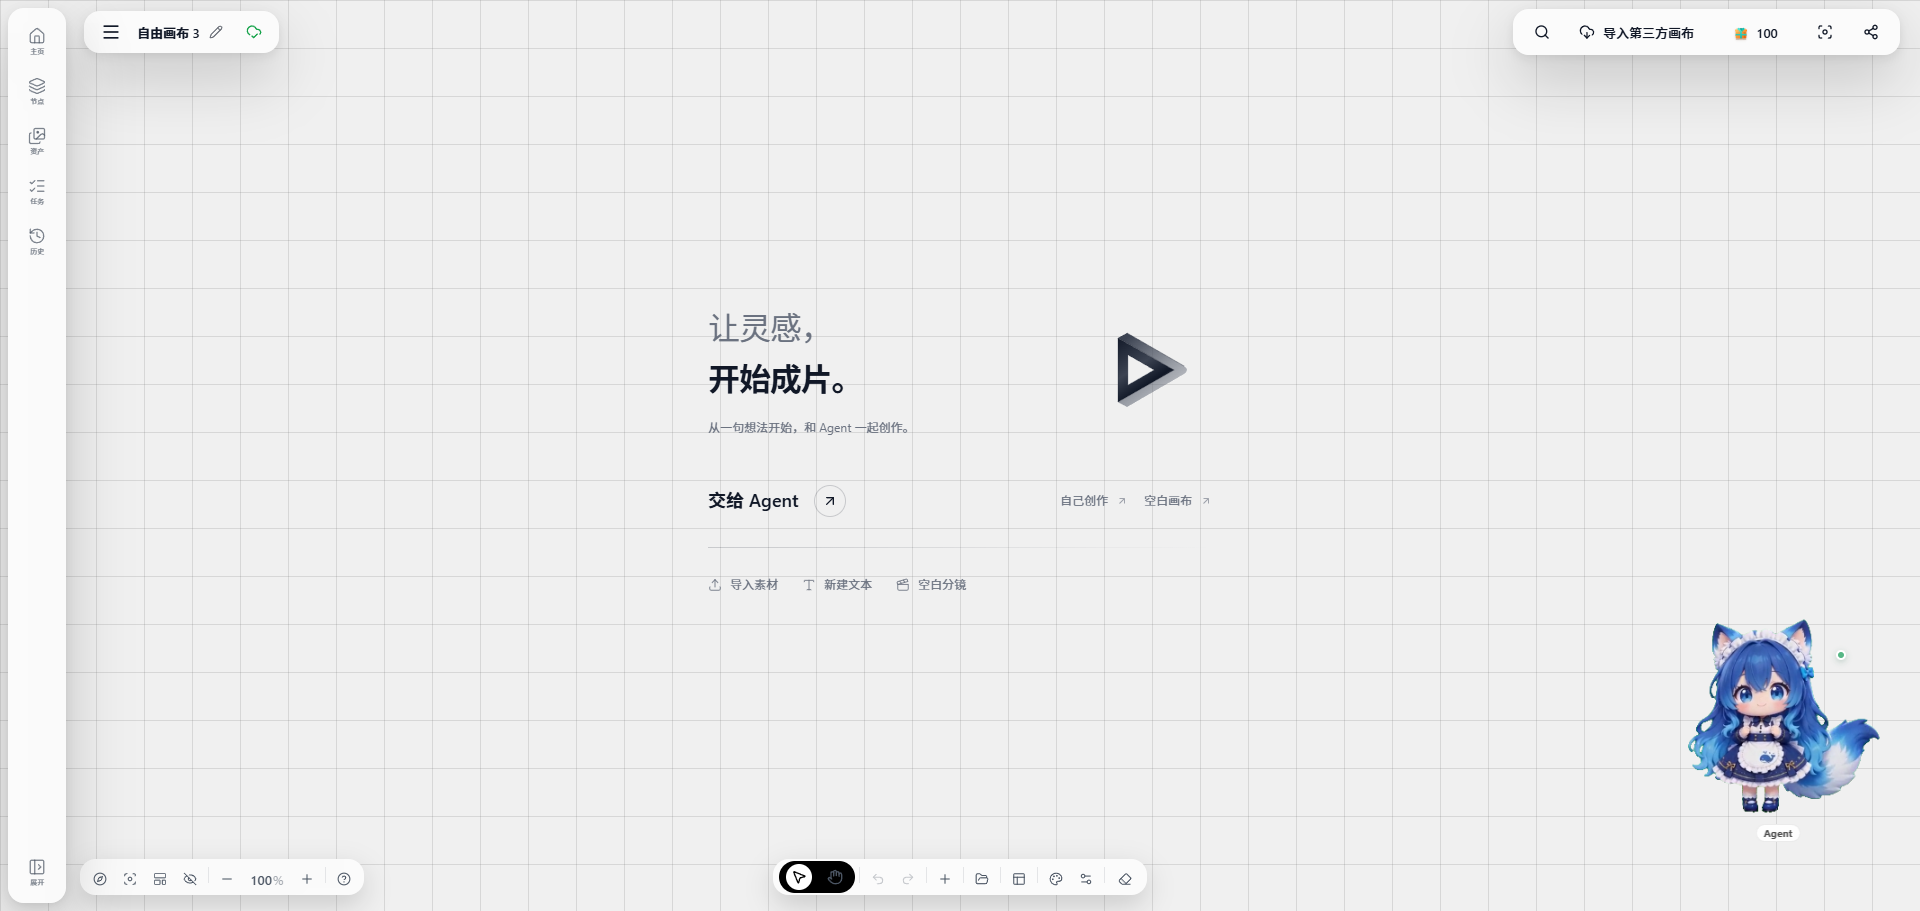 自由画布 3
导入第三方画布
100
主页
节点
资产
任务
历史
让灵感，
开始成片。
从一句想法开始，和 Agent 一起创作。
交给 Agent
自己创作
空白画布
导入素材
新建文本
空白分镜
Agent
展开
100%